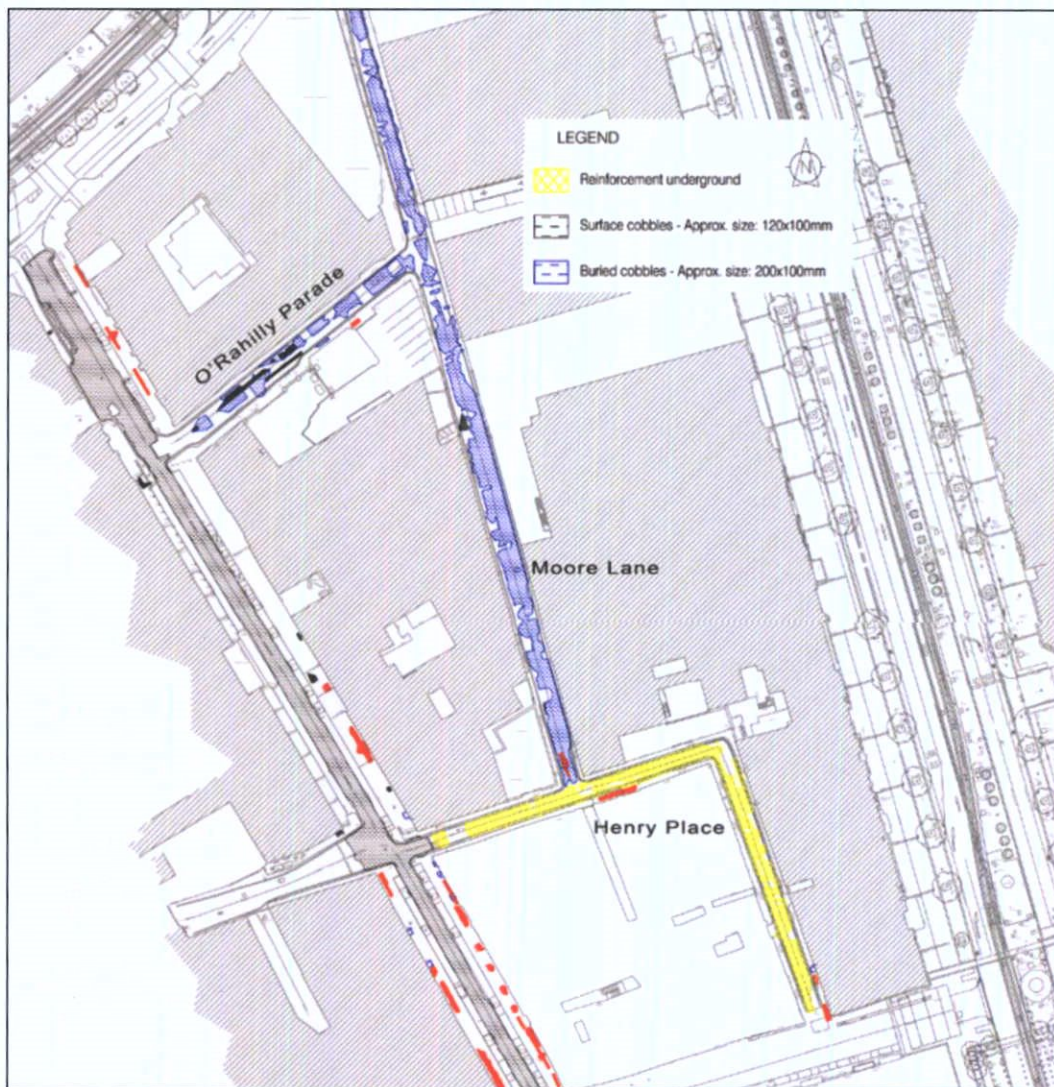 LEGEND
N
Reinforcement underground
Surface cobbles - Approx. size: 120x100mm
Buried cobbles - Approx. size: 200x100mm
O'Rahilly Parade
Moore Lane
Henry Place